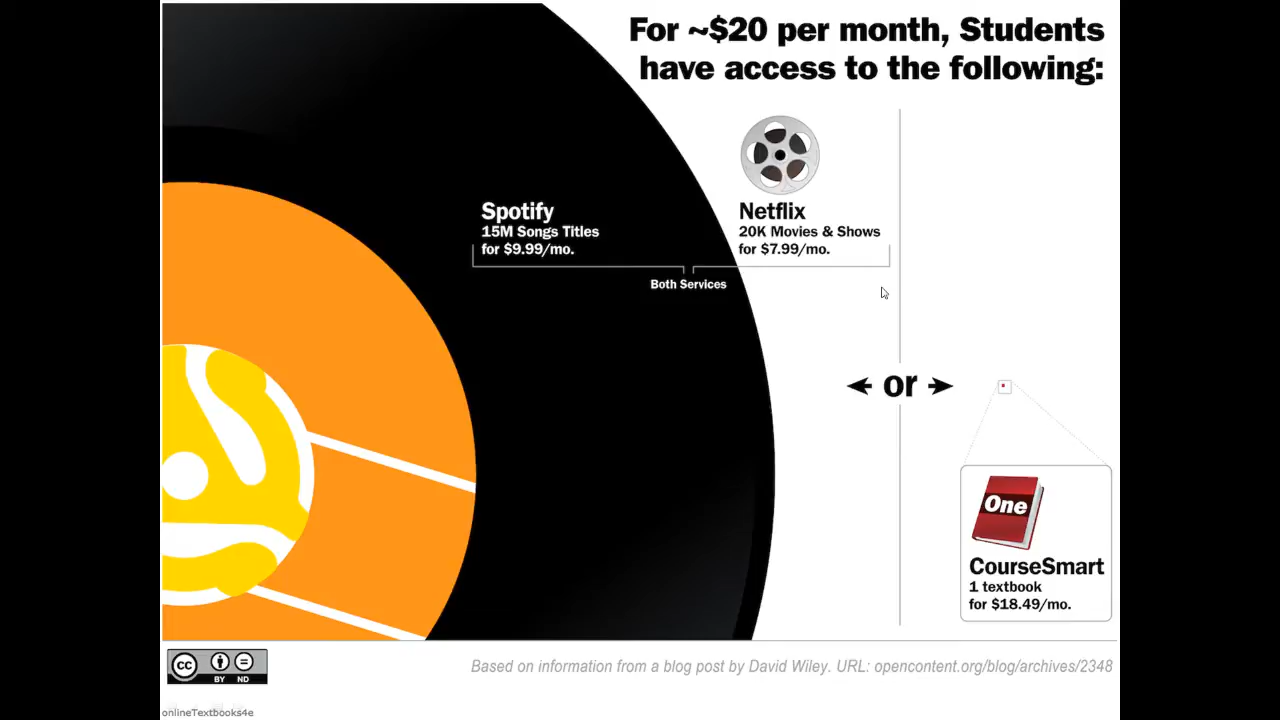 For ~$20 per month, Students
have access to the following:
Spotify
15M Songs Titles
for $9.99/mo.
Netflix
20K Movies & Shows
for $7.99/mo.
Both Services
or
One
CourseSmart
1 textbook
for $18.49/mo.
cc
BY ND
Based on information from a blog post by David Wiley. URL: opencontent.org/blog/archives/2348
onlineTextbooks4e